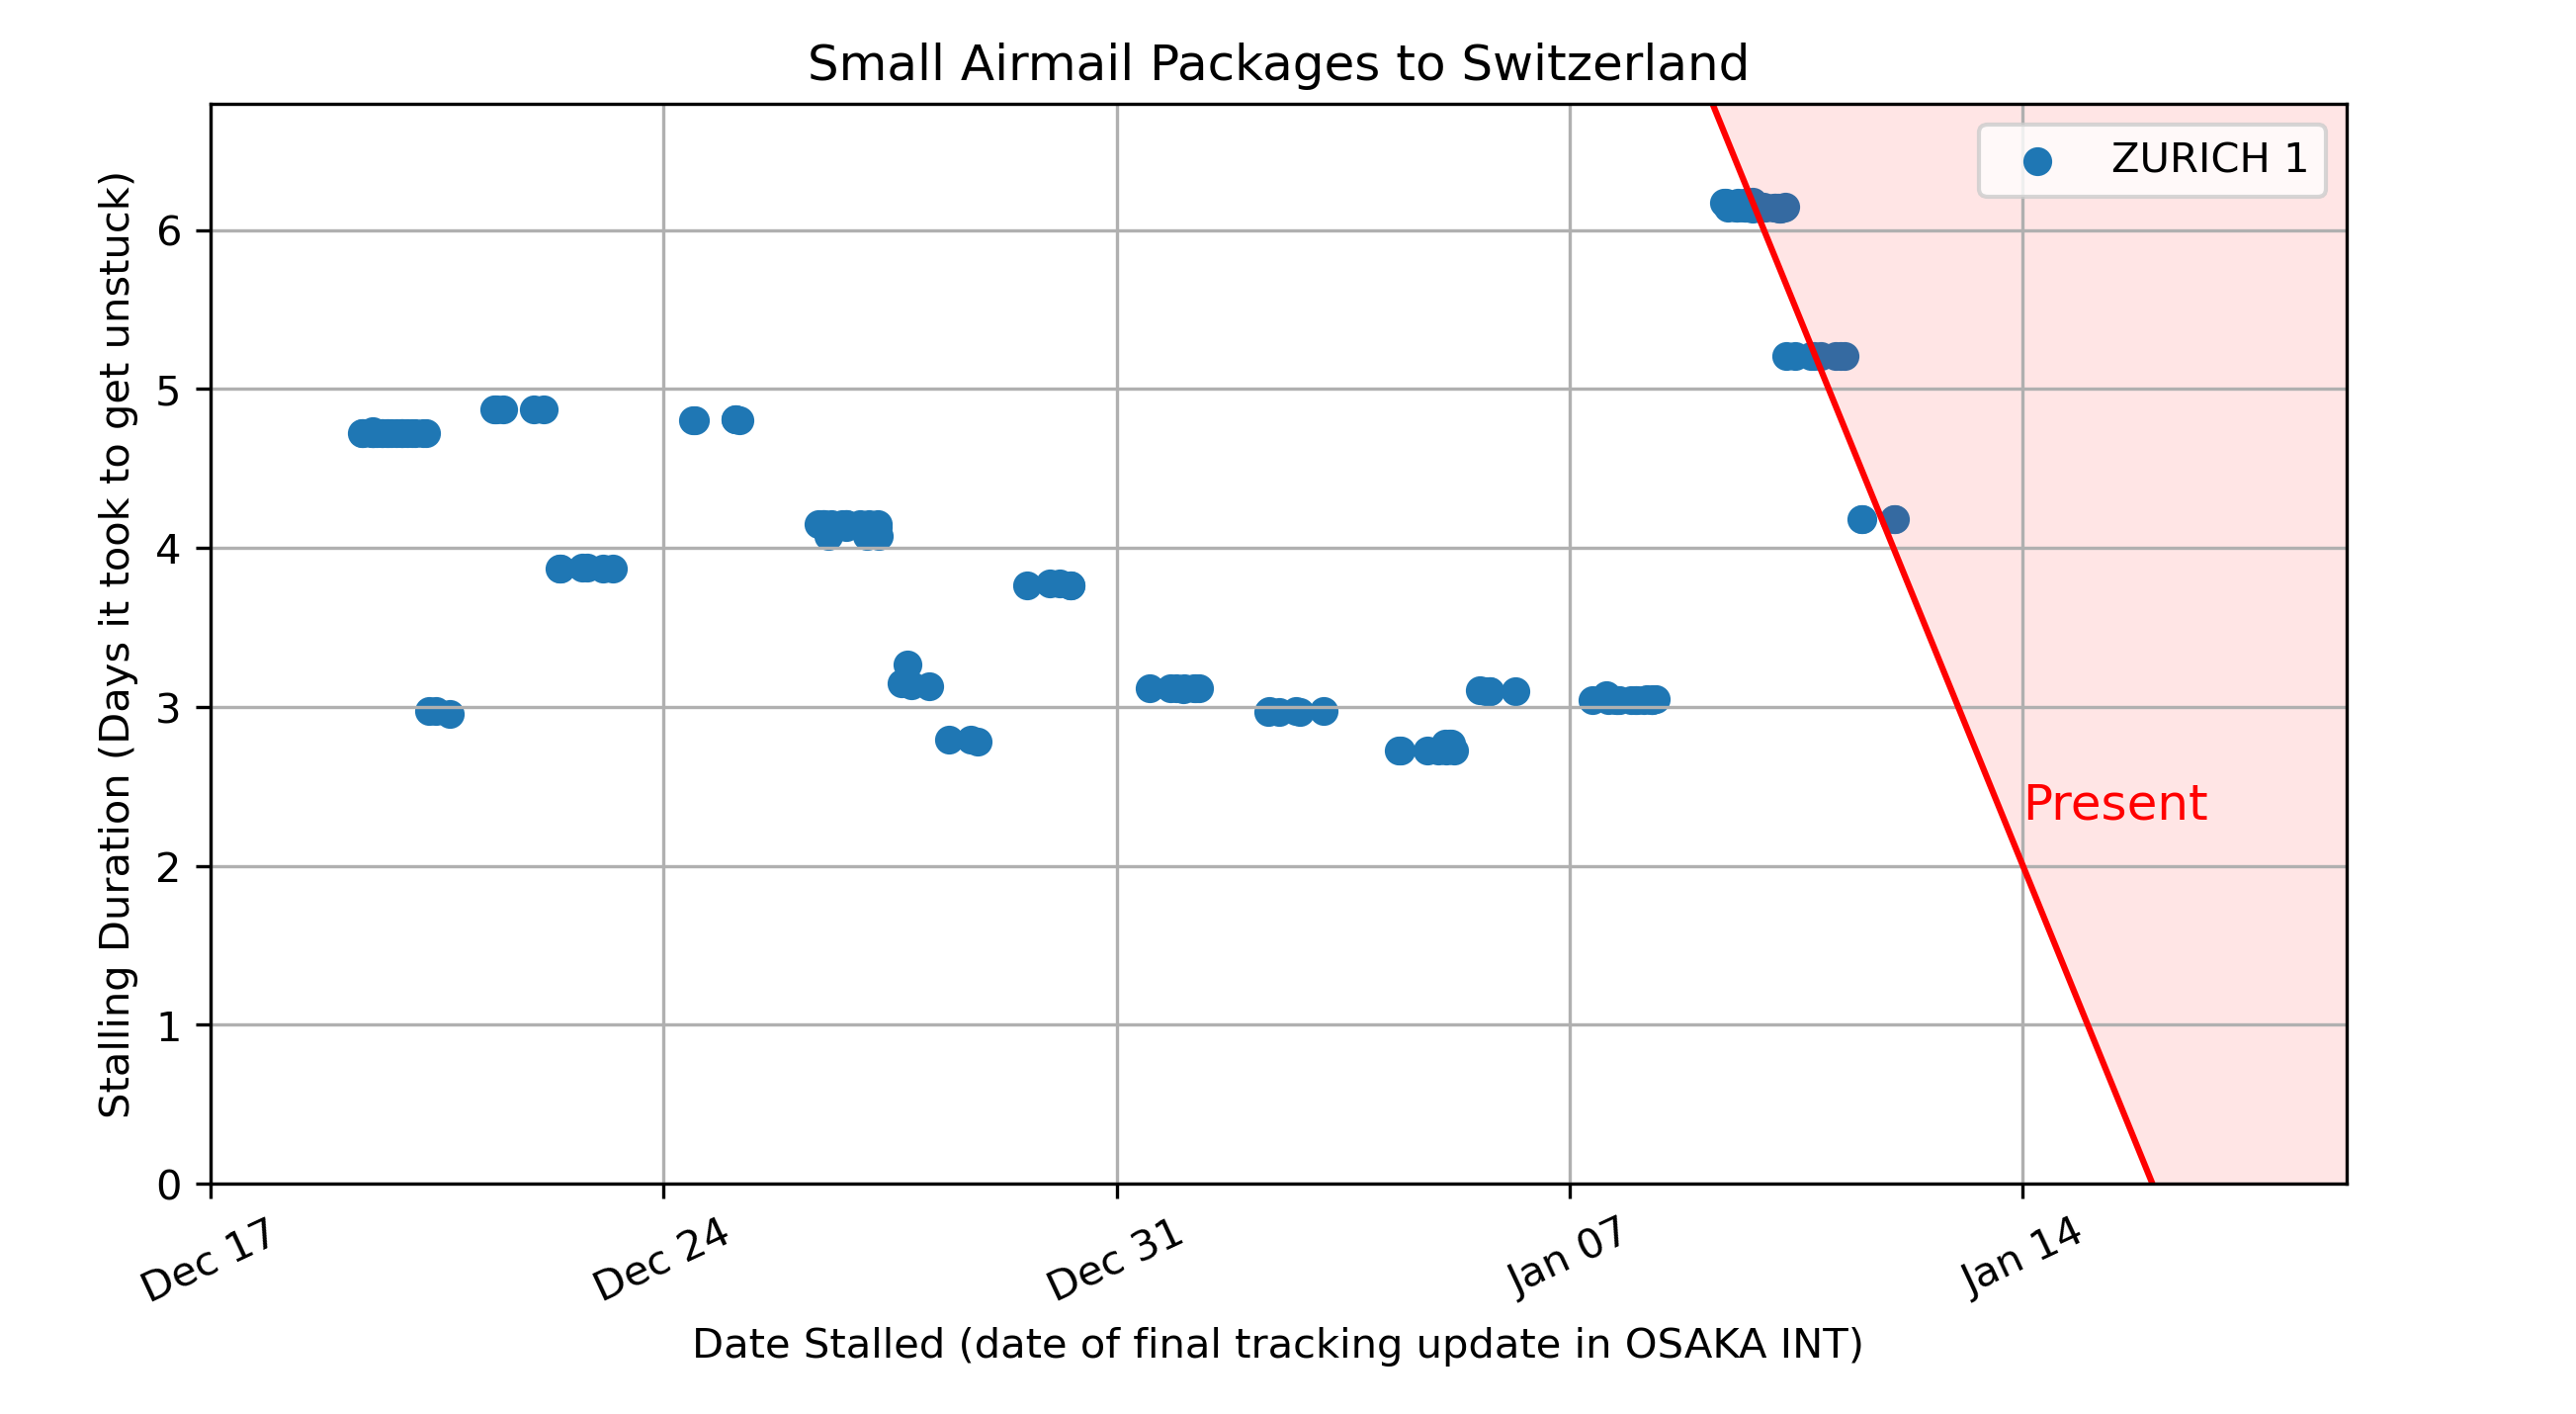 Small Airmail Packages to Switzerland
ZURICH 1
Stalling Duration (Days it took to get unstuck)
6
5
4
3
2
1
0
Present
Dec 17
Dec 24
Dec 31
Jan 07
Jan 14
Date Stalled (date of final tracking update in OSAKA INT)